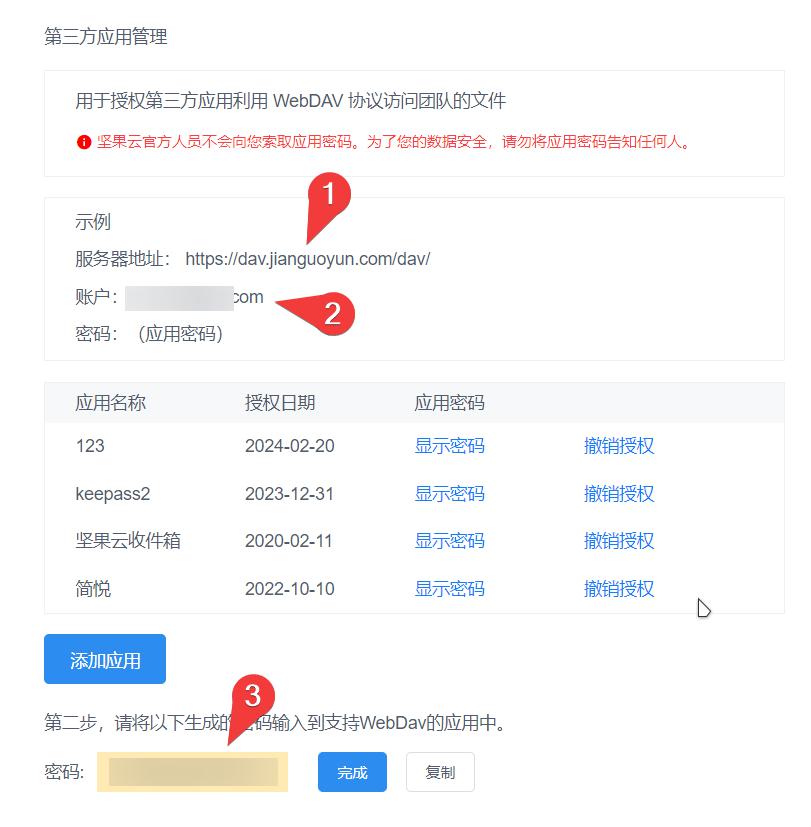 第三方应用管理
用于授权第三方应用利用 WebDAV 协议访问团队的文件
坚果云官方人员不会向您索取应用密码。为了您的数据安全，请勿将应用密码告知任何人。
1
示例
服务器地址： https://dav.jianguoyun.com/dav/
账户： com
2
密码：（应用密码）
应用名称 授权日期 应用密码
123 2024-02-20 显示密码 撤销授权
keepass2 2023-12-31 显示密码 撤销授权
坚果云收件箱 2020-02-11 显示密码 撤销授权
简悦 2022-10-10 显示密码 撤销授权
添加应用
3
第二步，请将以下生成的密码输入到支持WebDav的应用中。
密码: 完成 复制